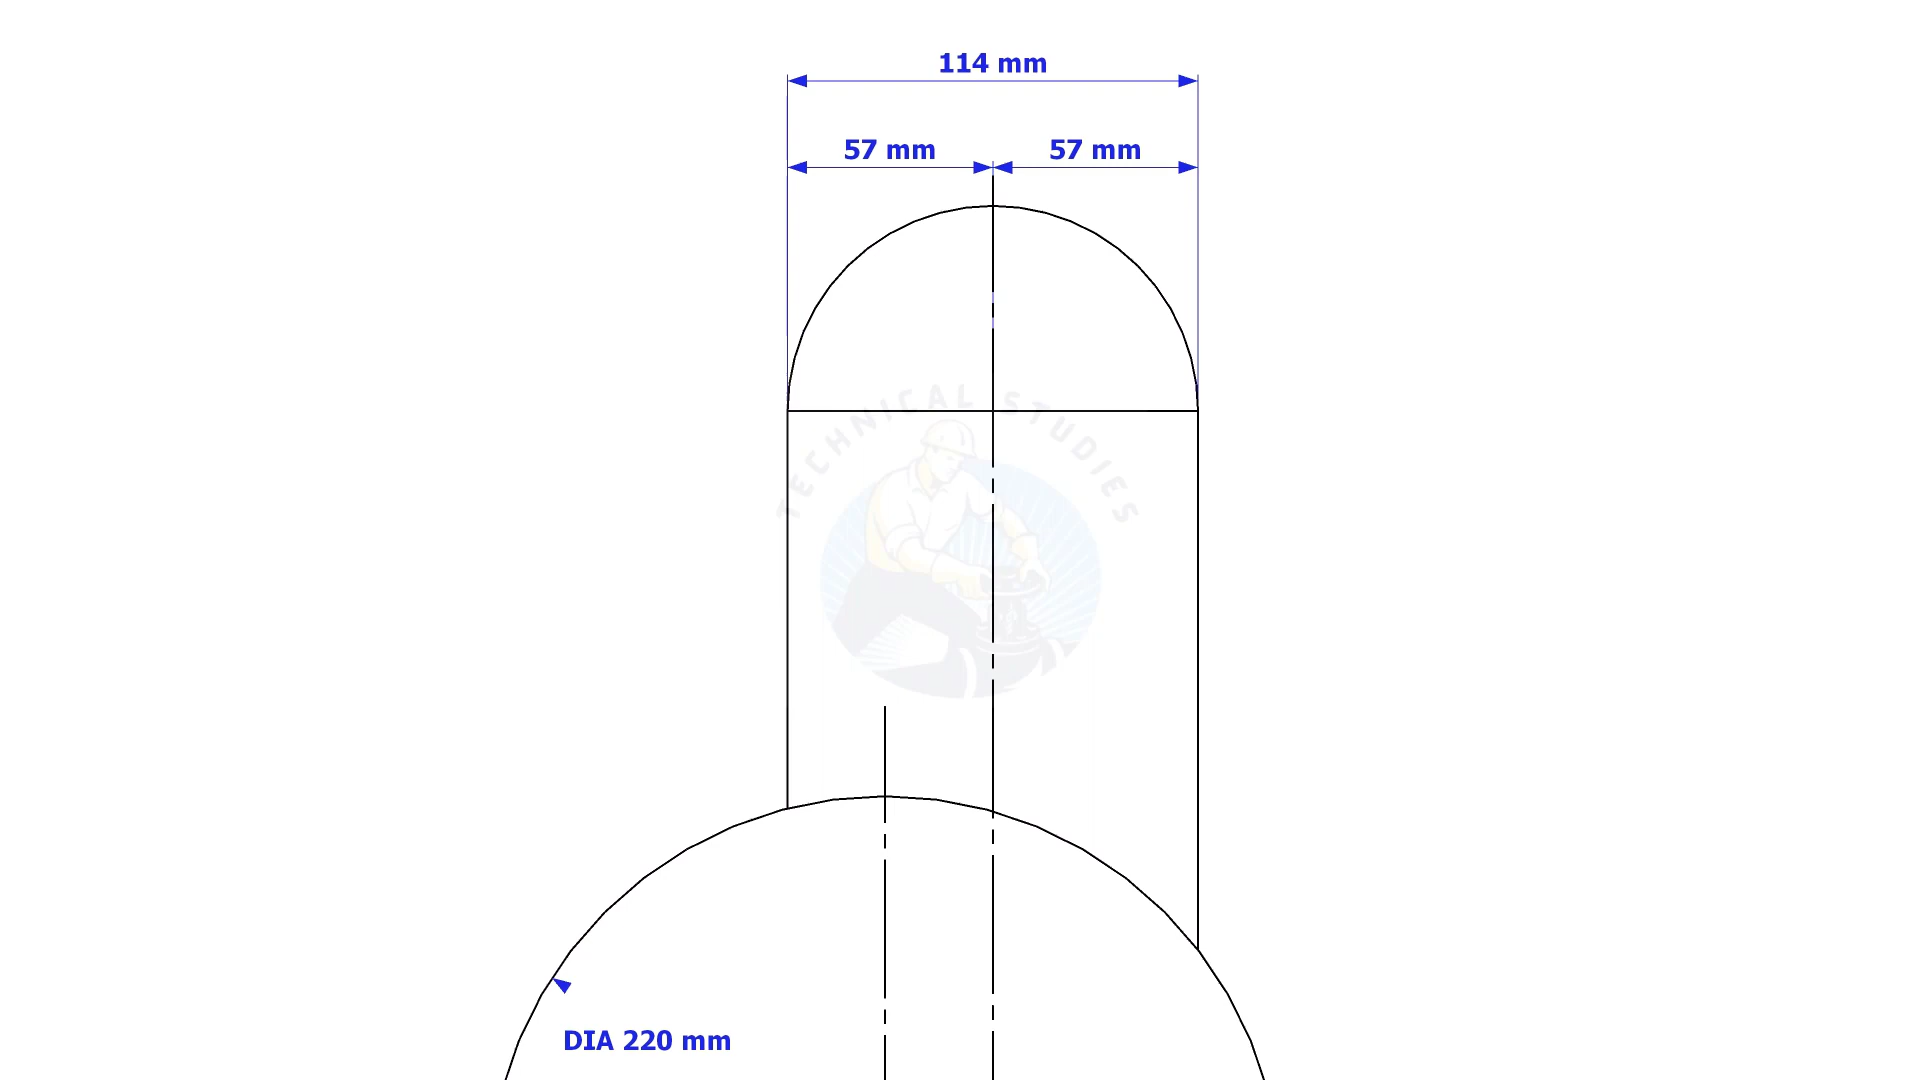 114 mm
57 mm 57 mm
TECHNICAL STUDIES
DIA 220 mm